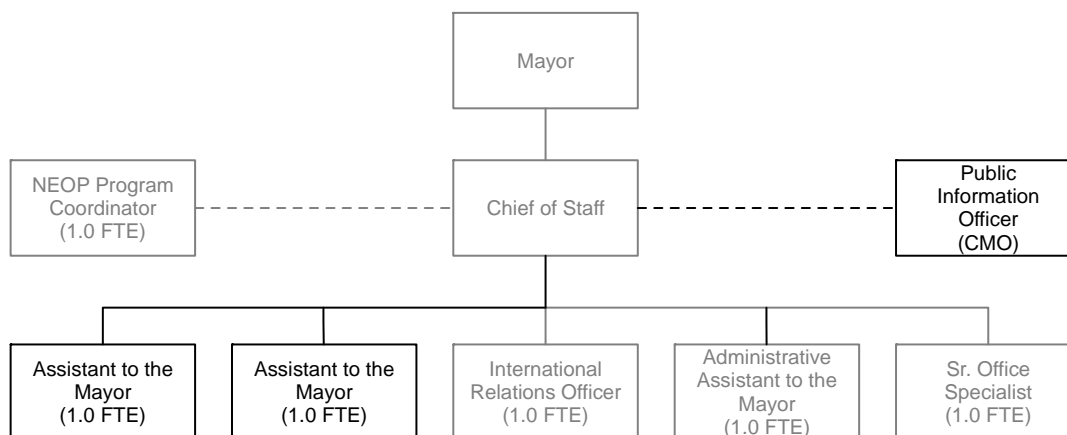 Mayor
NEOP Program
Coordinator
(1.0 FTE)
Chief of Staff
Public
Information
Officer
(CMO)
Assistant to the
Mayor
(1.0 FTE)
Assistant to the
Mayor
(1.0 FTE)
International
Relations Officer
(1.0 FTE)
Administrative
Assistant to the
Mayor
(1.0 FTE)
Sr. Office
Specialist
(1.0 FTE)